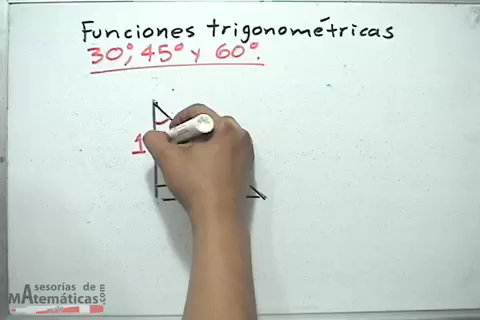 Funciones trigonométricas
30°, 45° y 60°.
1
Asesorías de
Matemáticas.com